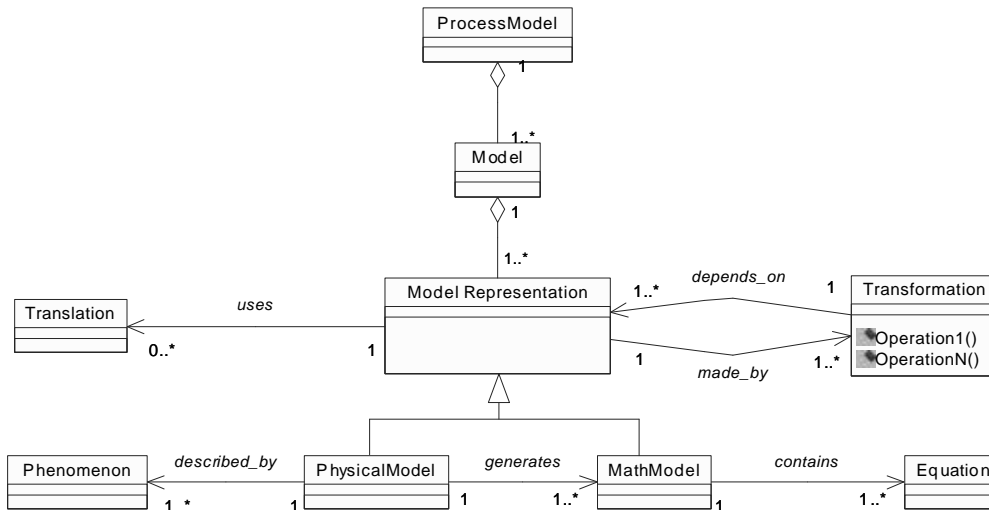 ProcessModel
1
1..*
Model
1
1..*
Model Representation
depends_on
1..*
1
Transformation
Operation1()
OperationN()
Translation
uses
0..*
1
1
made_by
1..*
Phenomenon
described_by
1..*
1
PhysicalModel
generates
1
1..*
MathModel
contains
1
1..*
Equation